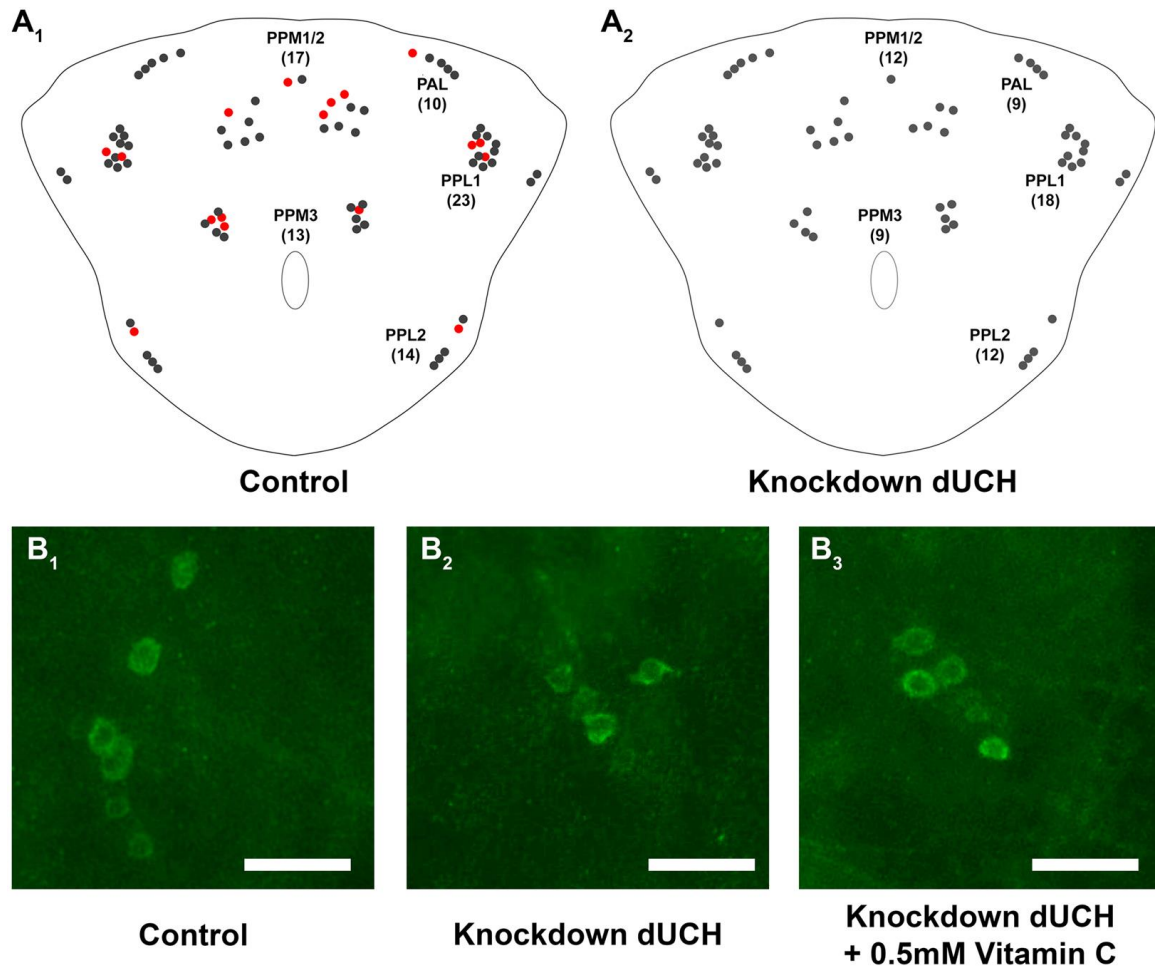 A1
PPM1/2
(17)
PAL
(10)
PPL1
(23)
PPM3
(13)
PPL2
(14)
Control
A2
PPM1/2
(12)
PAL
(9)
PPL1
(18)
PPM3
(9)
PPL2
(12)
Knockdown dUCH
B1
Control
B2
Knockdown dUCH
B3
Knockdown dUCH
+ 0.5mM Vitamin C